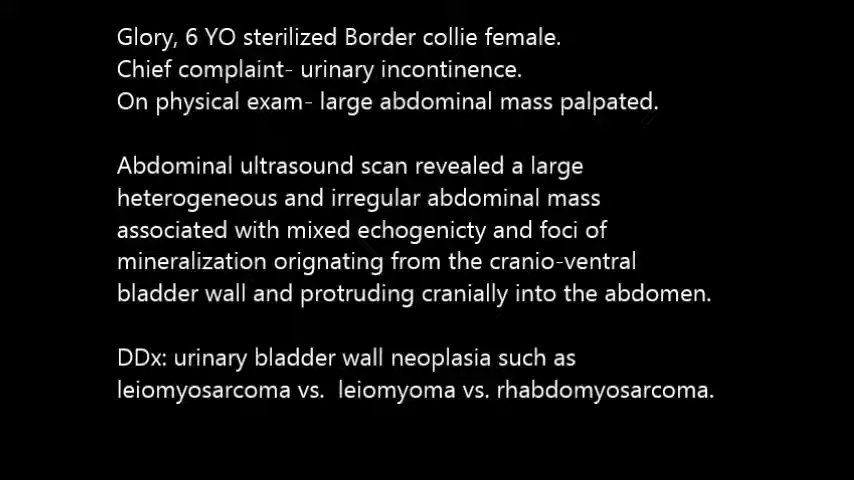 Glory, 6 YO sterilized Border collie female.
Chief complaint- urinary incontinence.
On physical exam- large abdominal mass palpated.
Abdominal ultrasound scan revealed a large
heterogeneous and irregular abdominal mass
associated with mixed echogenicty and foci of
mineralization orignating from the cranio-ventral
bladder wall and protruding cranially into the abdomen.
DDx: urinary bladder wall neoplasia such as
leiomyosarcoma vs.  leiomyoma vs. rhabdomyosarcoma.